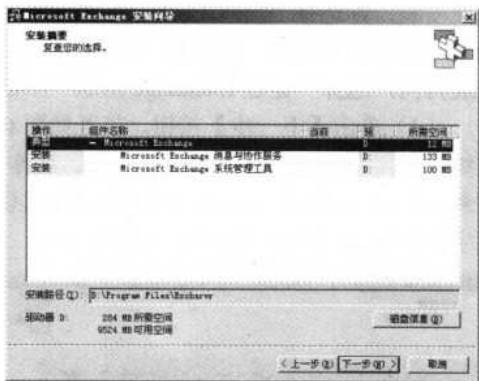 Microsoft Exchange 安装向导
安装摘要
复查您的选择。
操作 组件名称 当前 所需空间
Microsoft Exchange D: 12 MB
安装 Microsoft Exchange 消息与协作服务 D: 133 MB
安装 Microsoft Exchange 系统管理工具 D: 100 MB
安装路径(I): D:\Program Files\Exchsrvr
驱动器 D: 284 MB 所需空间
9524 MB 可用空间
磁盘信息(D)
<上一步(B) 下一步(N)> 取消